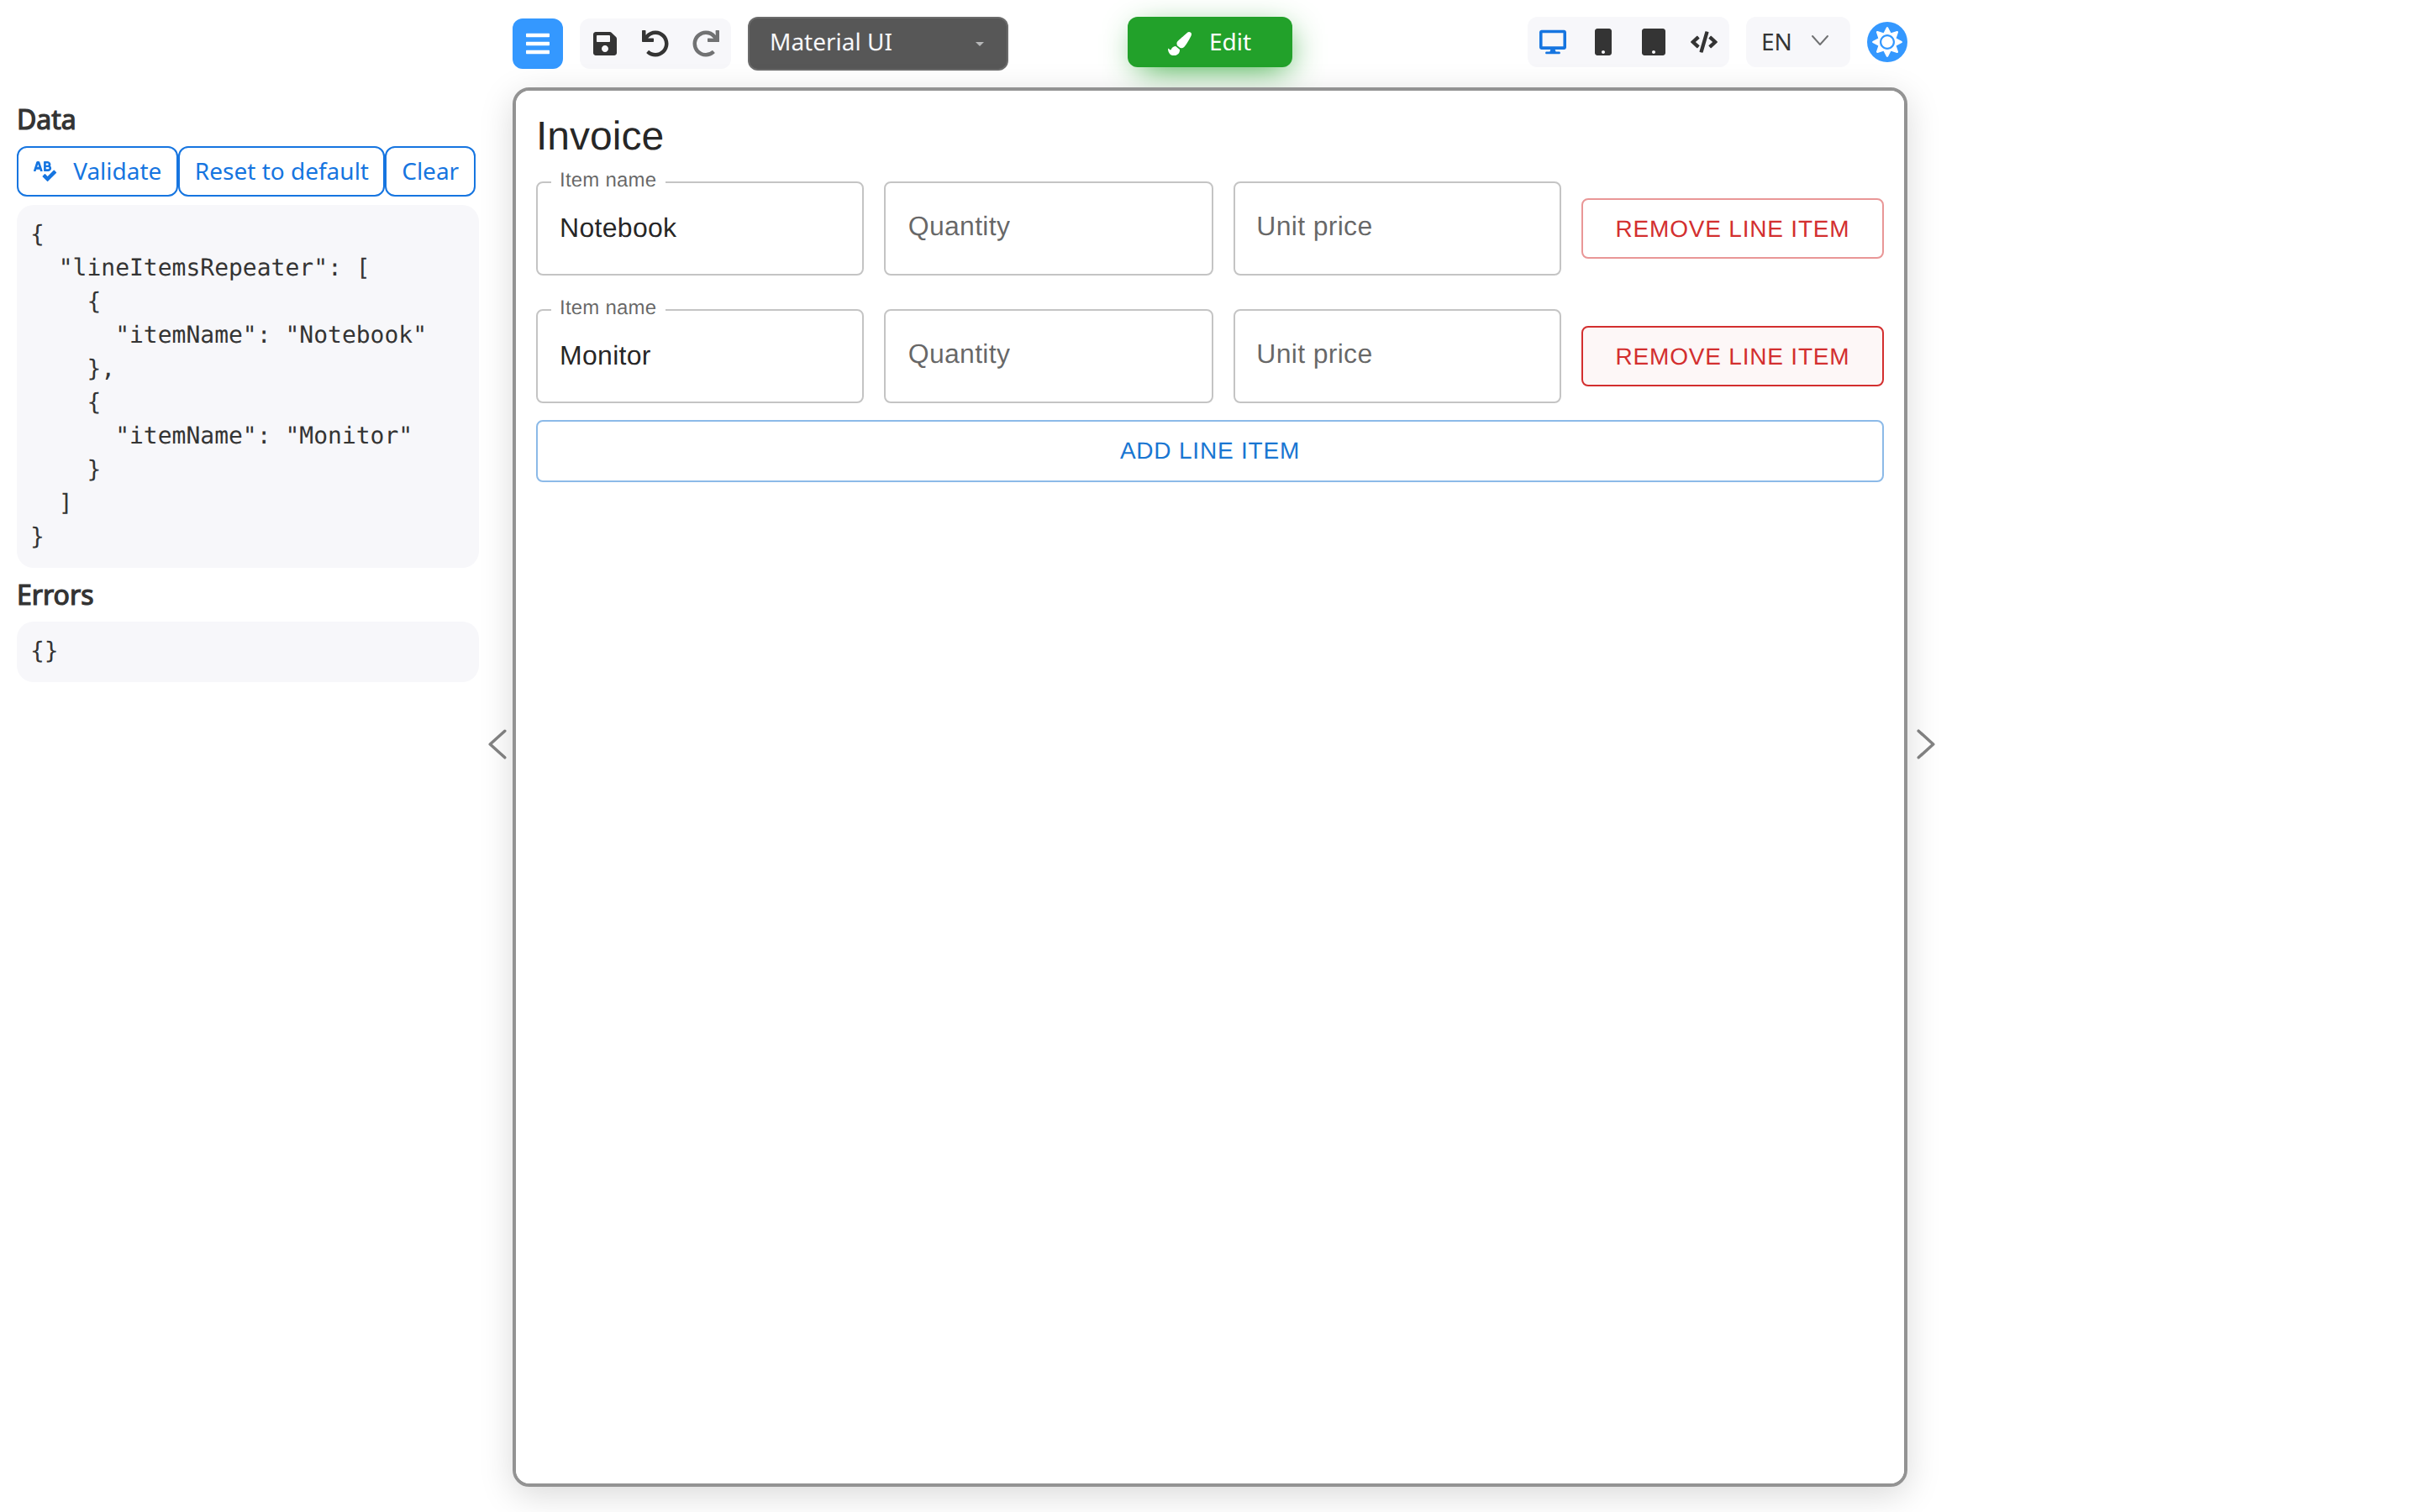 Material UI
Edit
EN
Data
AB Validate
Reset to default
Clear
{
  "lineItemsRepeater": [
    {
      "itemName": "Notebook"
    },
    {
      "itemName": "Monitor"
    }
  ]
}
Errors
{}
Invoice
Item name
Notebook
Quantity
Unit price
REMOVE LINE ITEM
Item name
Monitor
Quantity
Unit price
REMOVE LINE ITEM
ADD LINE ITEM